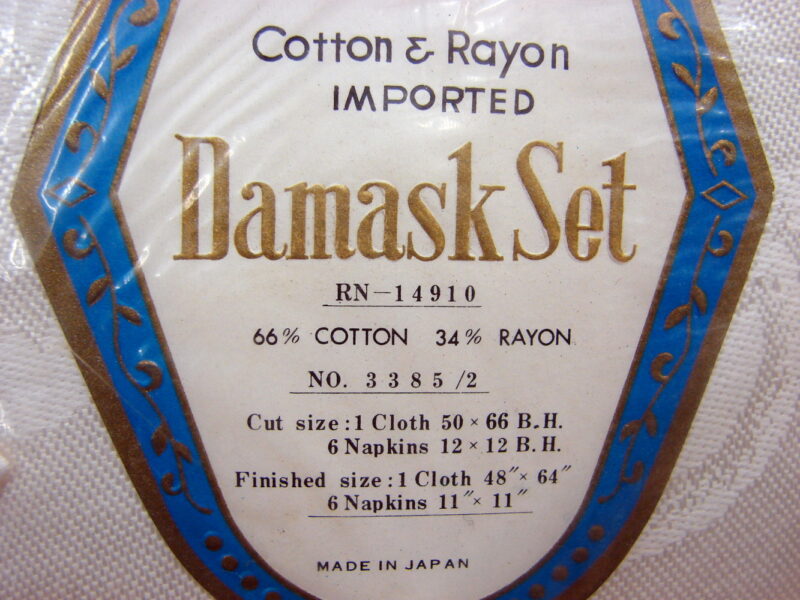 Cotton & Rayon
IMPORTED
Damask Set
RN-14910
66% COTTON 34% RAYON
NO. 3385/2
Cut size: 1 Cloth 50 × 66 B.H.
6 Napkins 12 × 12 B.H.
Finished size: 1 Cloth 48″ × 64″
6 Napkins 11″ × 11″
MADE IN JAPAN